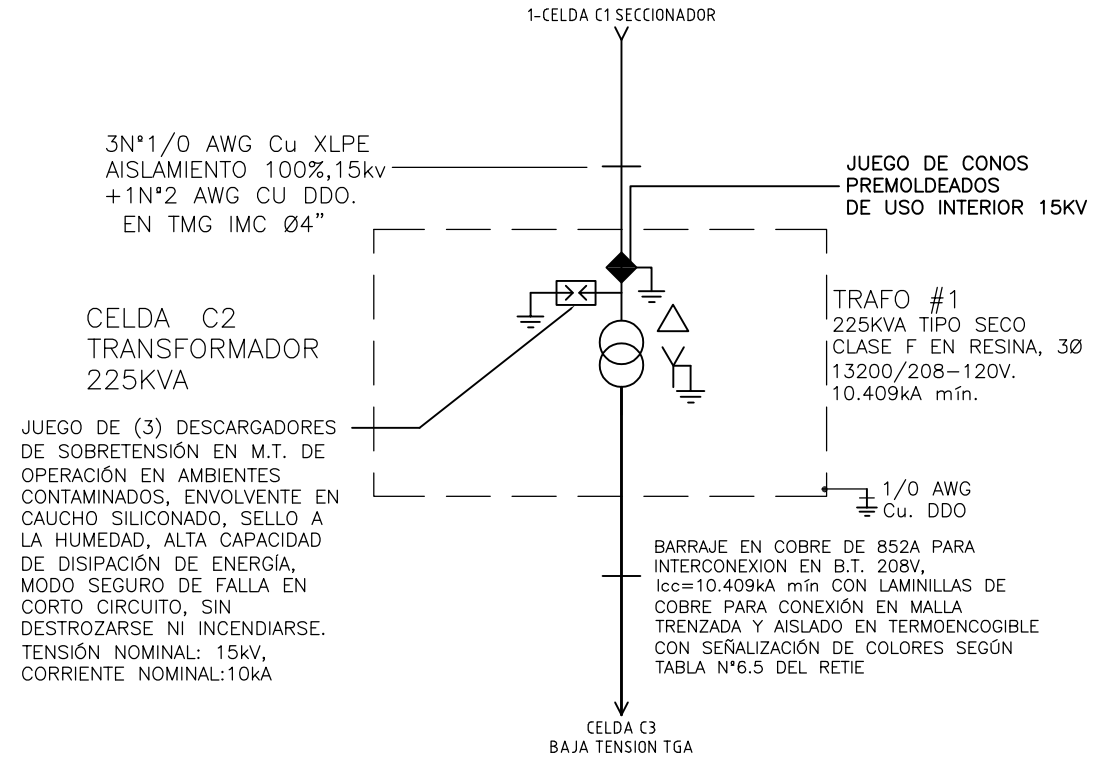 1-CELDA C1 SECCIONADOR
3Nº1/0 AWG Cu XLPE
AISLAMIENTO 100%,15kv
+1Nº2 AWG CU DDO.
EN TMG IMC Ø4"
JUEGO DE CONOS
PREMOLDEADOS
DE USO INTERIOR 15KV
CELDA C2
TRANSFORMADOR
225KVA
TRAFO #1
225KVA TIPO SECO
CLASE F EN RESINA, 3Ø
13200/208-120V.
10.409kA mín.
JUEGO DE (3) DESCARGADORES
DE SOBRETENSIÓN EN M.T. DE
OPERACIÓN EN AMBIENTES
CONTAMINADOS, ENVOLVENTE EN
CAUCHO SILICONADO, SELLO A
LA HUMEDAD, ALTA CAPACIDAD
DE DISIPACIÓN DE ENERGÍA,
MODO SEGURO DE FALLA EN
CORTO CIRCUITO, SIN
DESTROZARSE NI INCENDIARSE.
TENSIÓN NOMINAL: 15kV,
CORRIENTE NOMINAL:10kA
1/0 AWG
Cu. DDO
BARRAJE EN COBRE DE 852A PARA
INTERCONEXION EN B.T. 208V,
Icc=10.409kA mín CON LAMINILLAS DE
COBRE PARA CONEXIÓN EN MALLA
TRENZADA Y AISLADO EN TERMOENCOGIBLE
CON SEÑALIZACIÓN DE COLORES SEGÚN
TABLA Nº6.5 DEL RETIE
CELDA C3
BAJA TENSION TGA